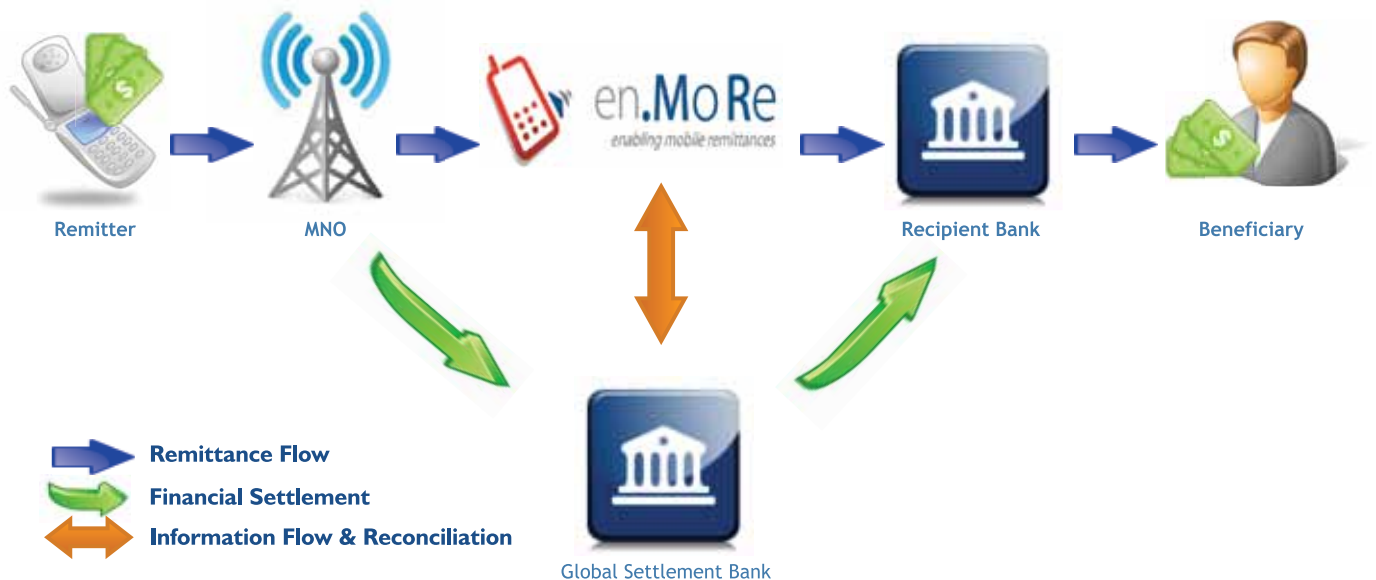 en.MoRe
enabling mobile remittances
Remitter
MNO
Recipient Bank
Beneficiary
Remittance Flow
Financial Settlement
Information Flow & Reconciliation
Global Settlement Bank